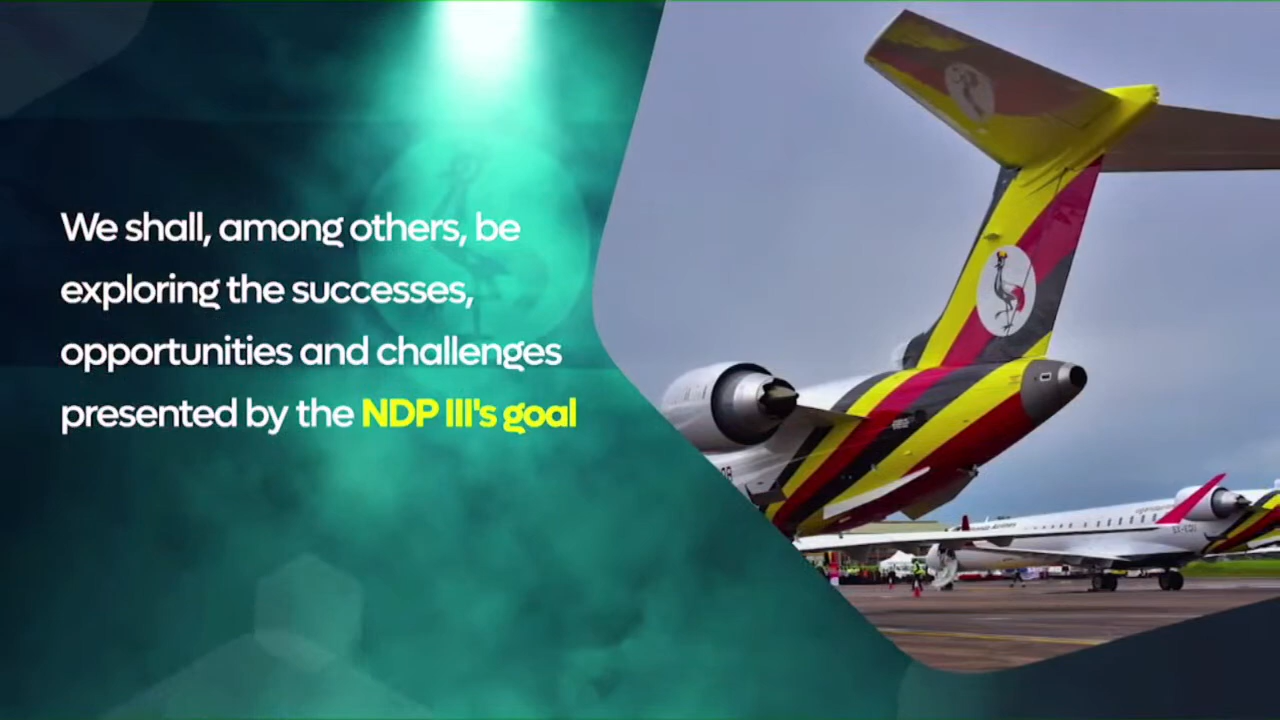 We shall, among others, be
exploring the successes,
opportunities and challenges
presented by the NDP III's goal